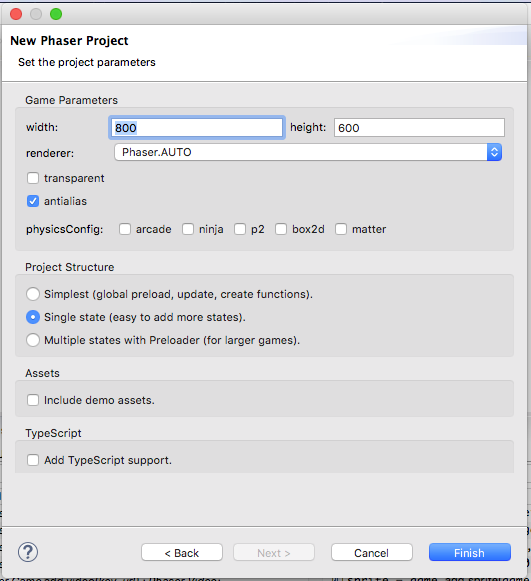 New Phaser Project
Set the project parameters
Game Parameters
width: 800 height: 600
renderer: Phaser.AUTO
transparent
antialias
physicsConfig: arcade ninja p2 box2d matter
Project Structure
Simplest (global preload, update, create functions).
Single state (easy to add more states).
Multiple states with Preloader (for larger games).
Assets
Include demo assets.
TypeScript
Add TypeScript support.
? < Back Next > Cancel Finish